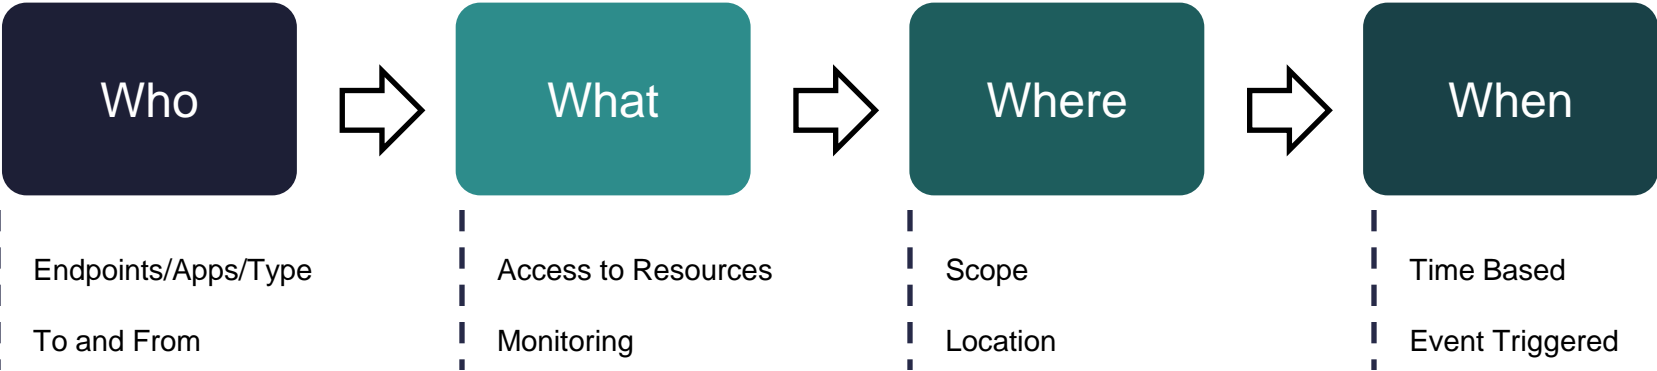 Who
What
Where
When
Endpoints/Apps/Type
To and From
Access to Resources
Monitoring
Scope
Location
Time Based
Event Triggered